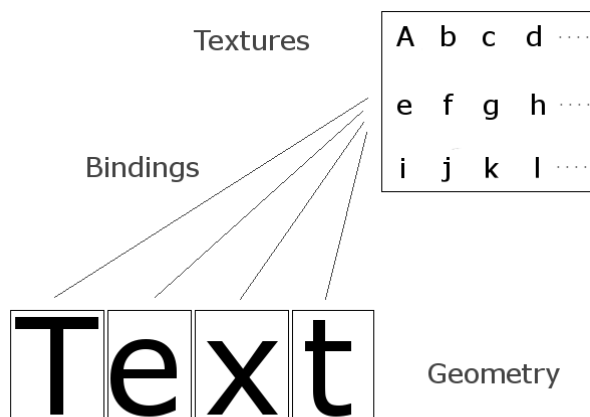 Textures
A b c d ....
e f g h ....
i j k l ....
Bindings
Text
Geometry